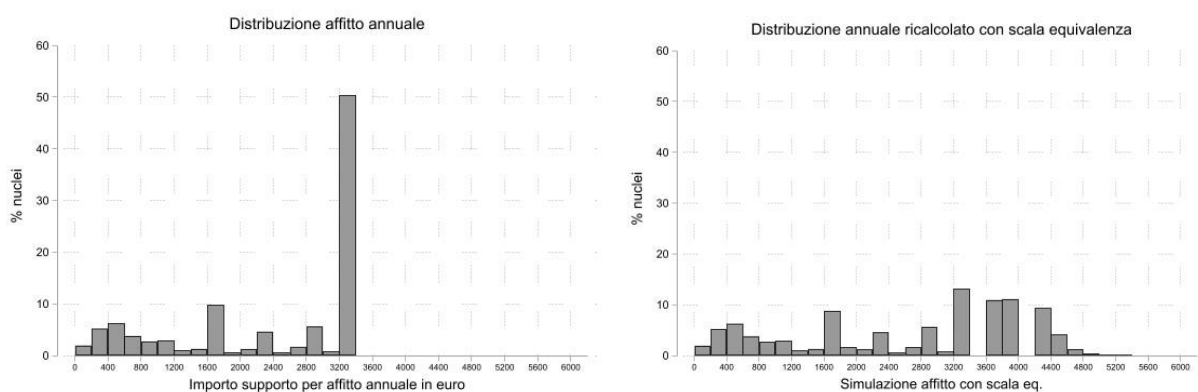 Distribuzione affitto annuale
60
50
40
30
20
10
0
% nuclei
0 400 800 1200 1600 2000 2400 2800 3200 3600 4000 4400 4800 5200 5600 6000
Importo supporto per affitto annuale in euro
Distribuzione annuale ricalcolato con scala equivalenza
60
50
40
30
20
10
0
% nuclei
0 400 800 1200 1600 2000 2400 2800 3200 3600 4000 4400 4800 5200 5600 6000
Simulazione affitto con scala eq.